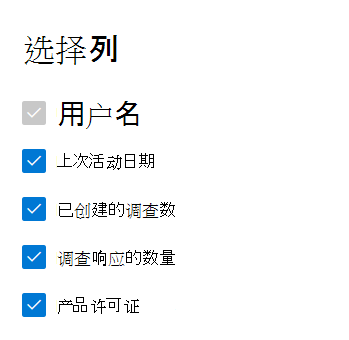 选择列
用户名
上次活动日期
已创建的调查数
调查响应的数量
产品许可证